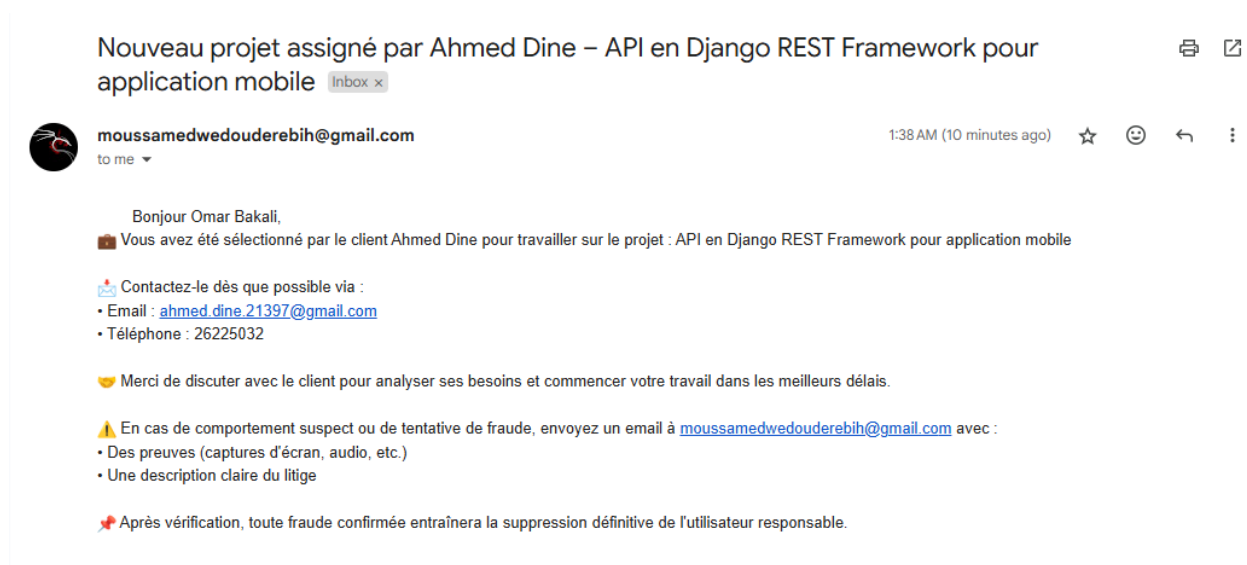 Nouveau projet assigné par Ahmed Dine – API en Django REST Framework pour
application mobile Inbox ×
moussamedwedouderebih@gmail.com 1:38 AM (10 minutes ago)
to me
Bonjour Omar Bakali,
💼 Vous avez été sélectionné par le client Ahmed Dine pour travailler sur le projet : API en Django REST Framework pour application mobile
📩 Contactez-le dès que possible via :
• Email : ahmed.dine.21397@gmail.com
• Téléphone : 26225032
🤝 Merci de discuter avec le client pour analyser ses besoins et commencer votre travail dans les meilleurs délais.
⚠️ En cas de comportement suspect ou de tentative de fraude, envoyez un email à moussamedwedouderebih@gmail.com avec :
• Des preuves (captures d'écran, audio, etc.)
• Une description claire du litige
📌 Après vérification, toute fraude confirmée entraînera la suppression définitive de l'utilisateur responsable.